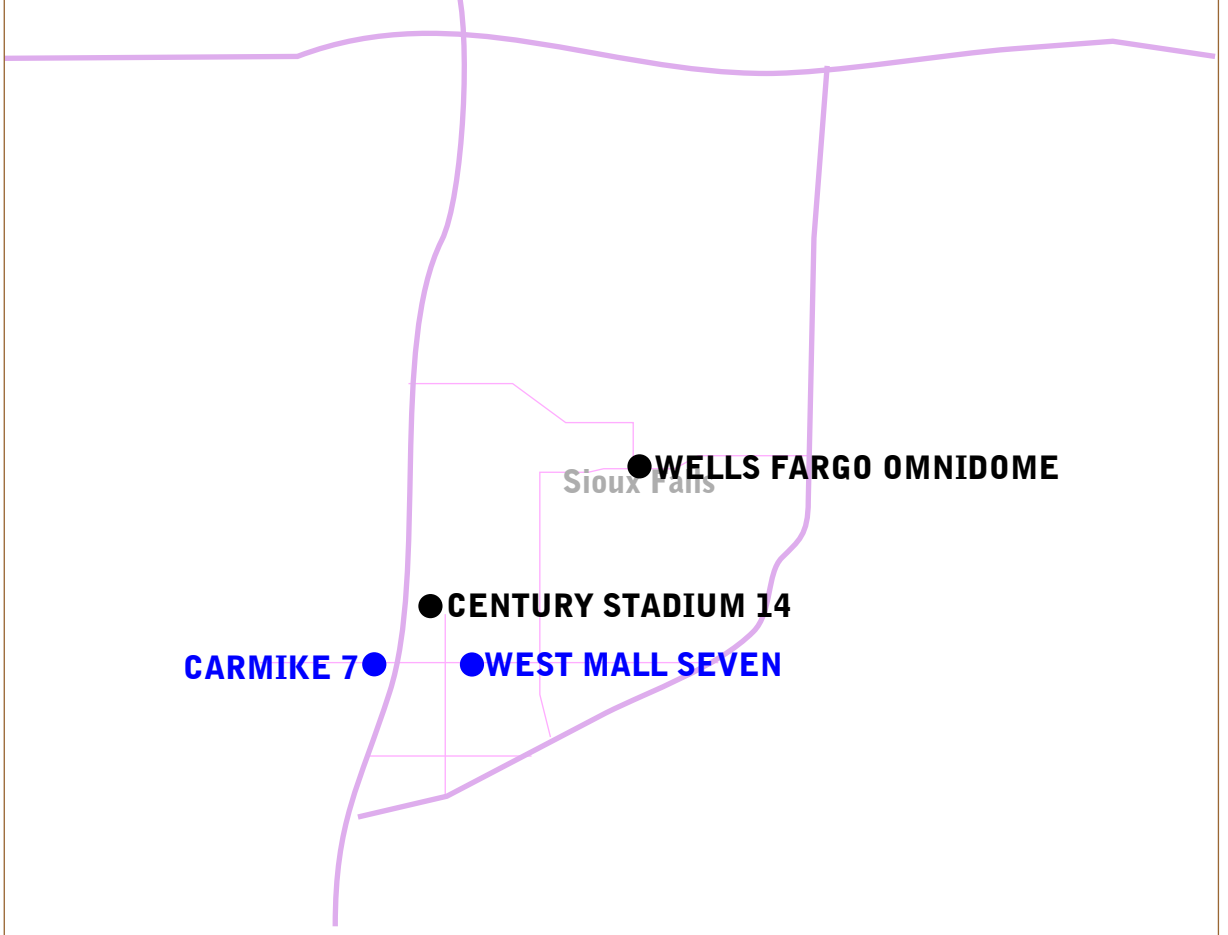 WELLS FARGO OMNIDOME
Sioux Falls
CENTURY STADIUM 14
CARMIKE 7
WEST MALL SEVEN